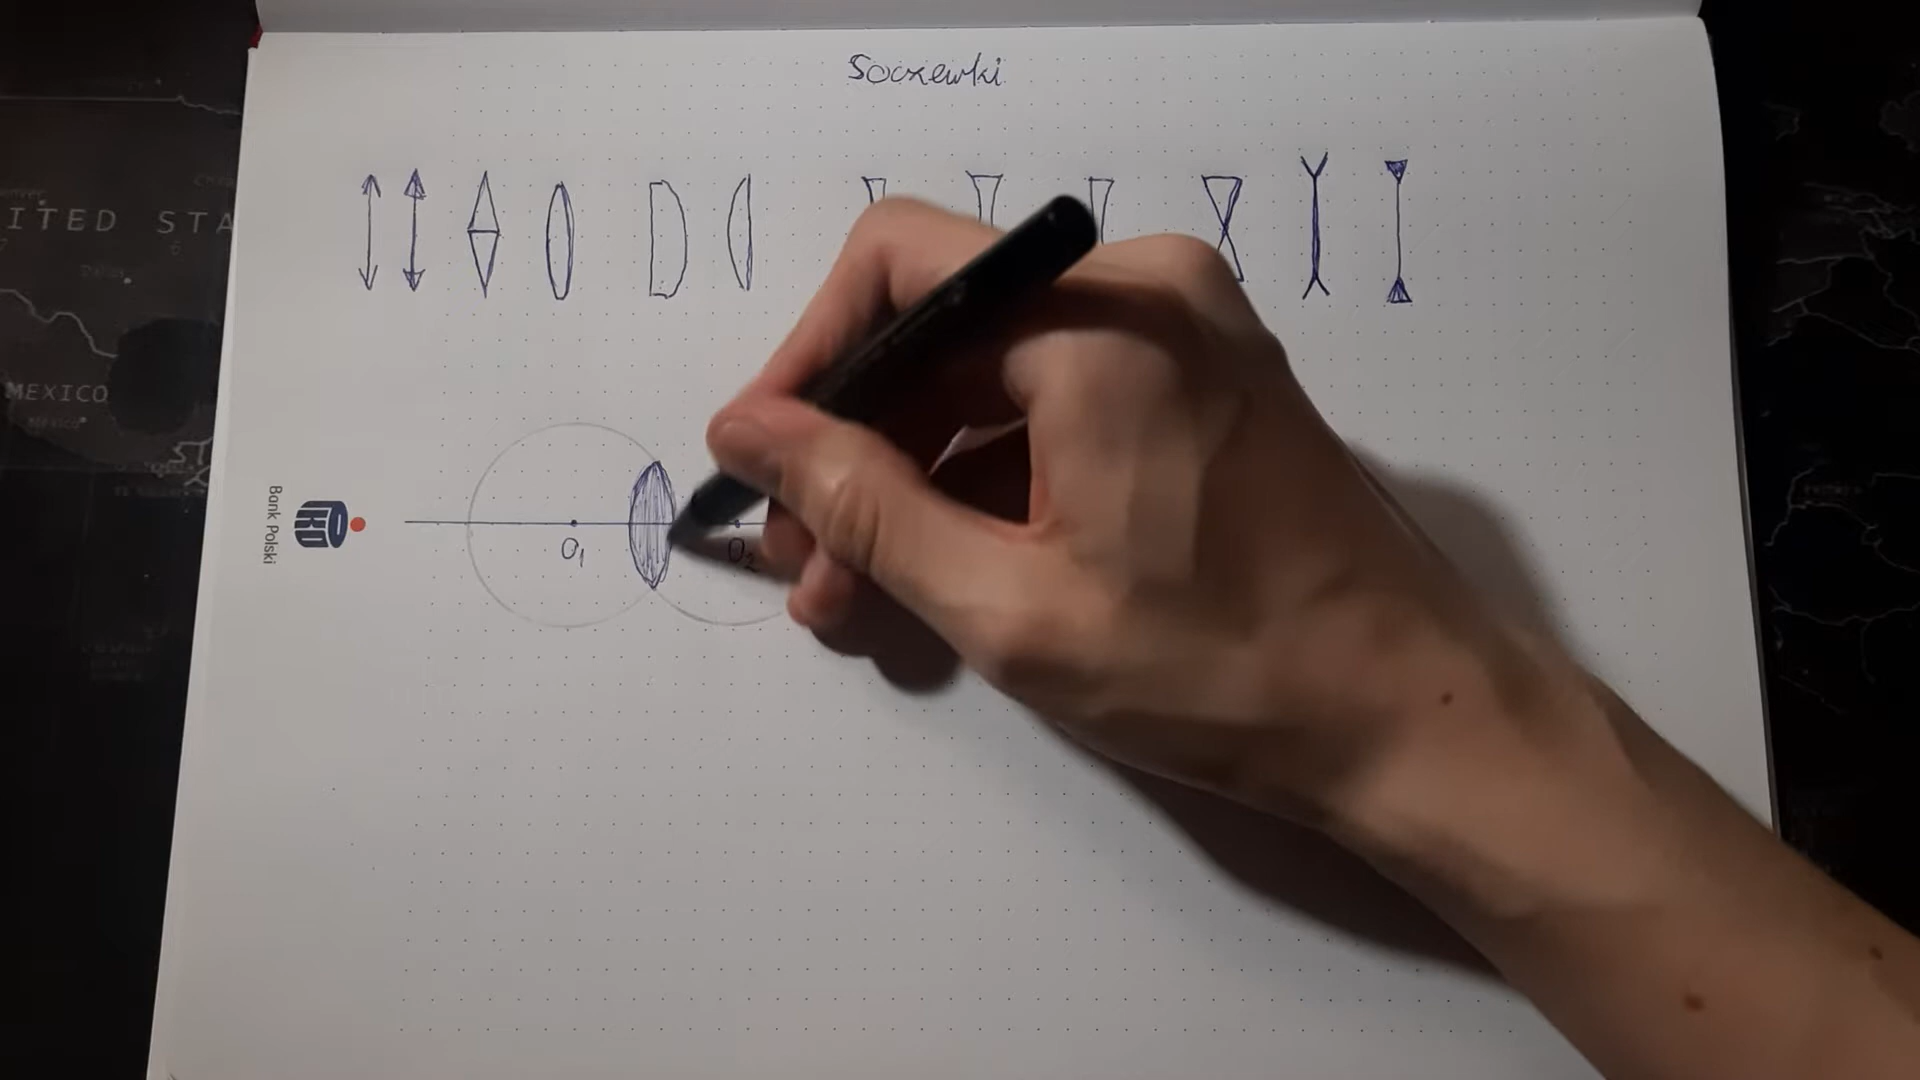 Soczewki
ITED STA
MEXICO
Bank Polski
O1
O2